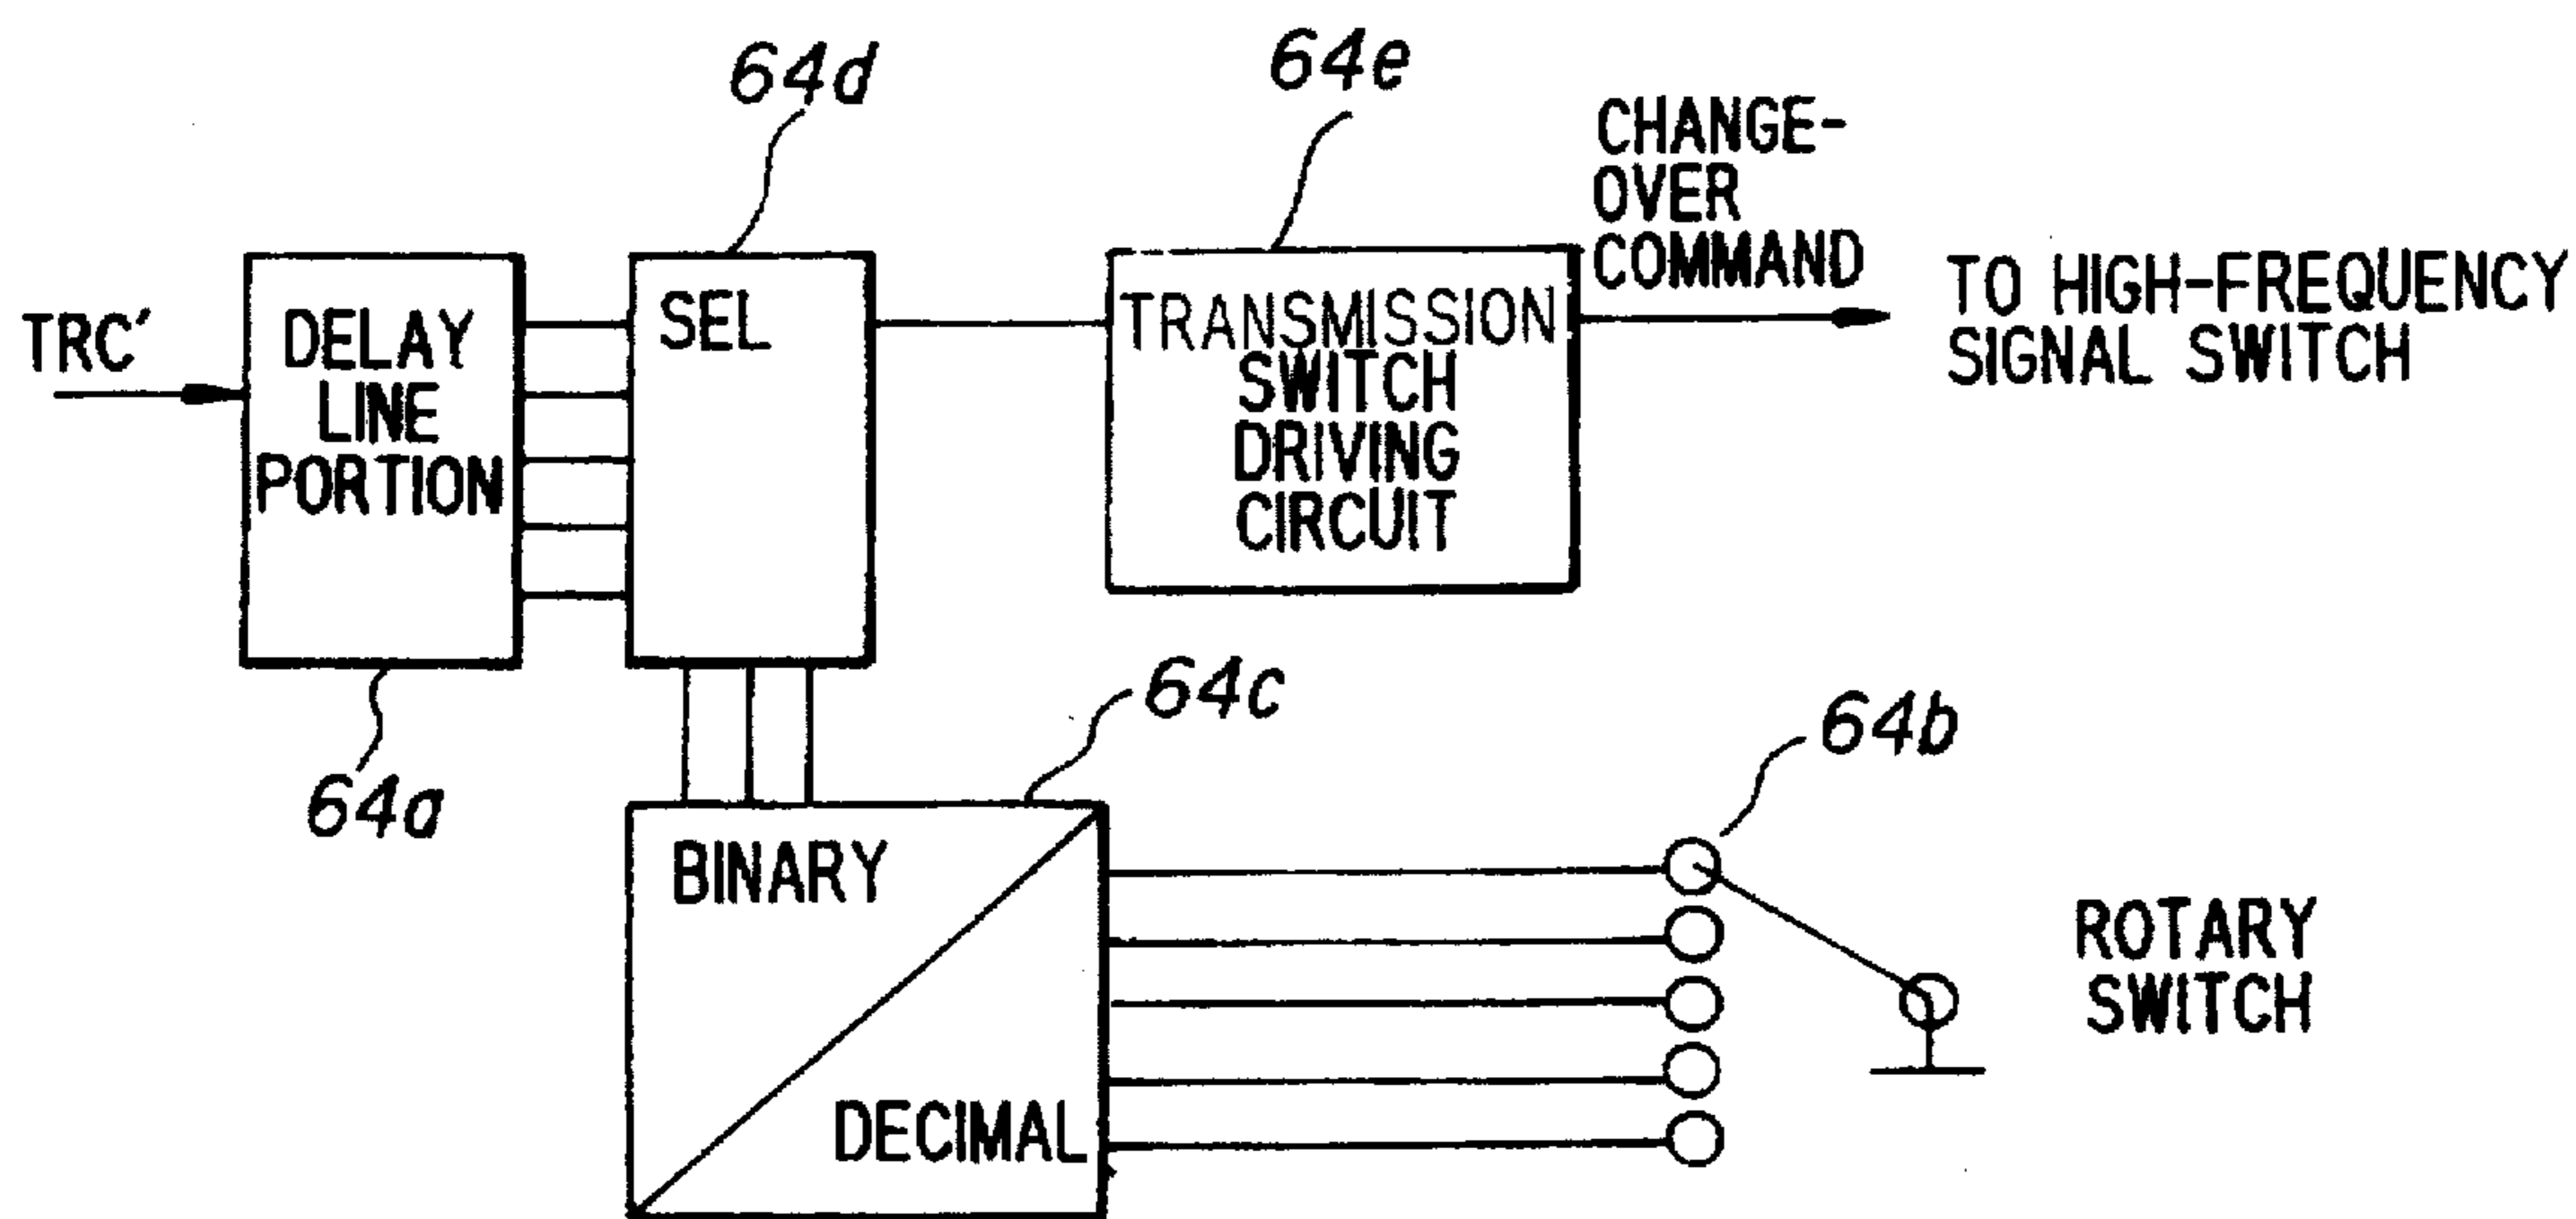 64d
64e
CHANGE-
OVER
COMMAND
TO HIGH-FREQUENCY
SIGNAL SWITCH
TRC'
DELAY
LINE
PORTION
SEL
TRANSMISSION
SWITCH
DRIVING
CIRCUIT
64a
64c
64b
BINARY
DECIMAL
ROTARY
SWITCH